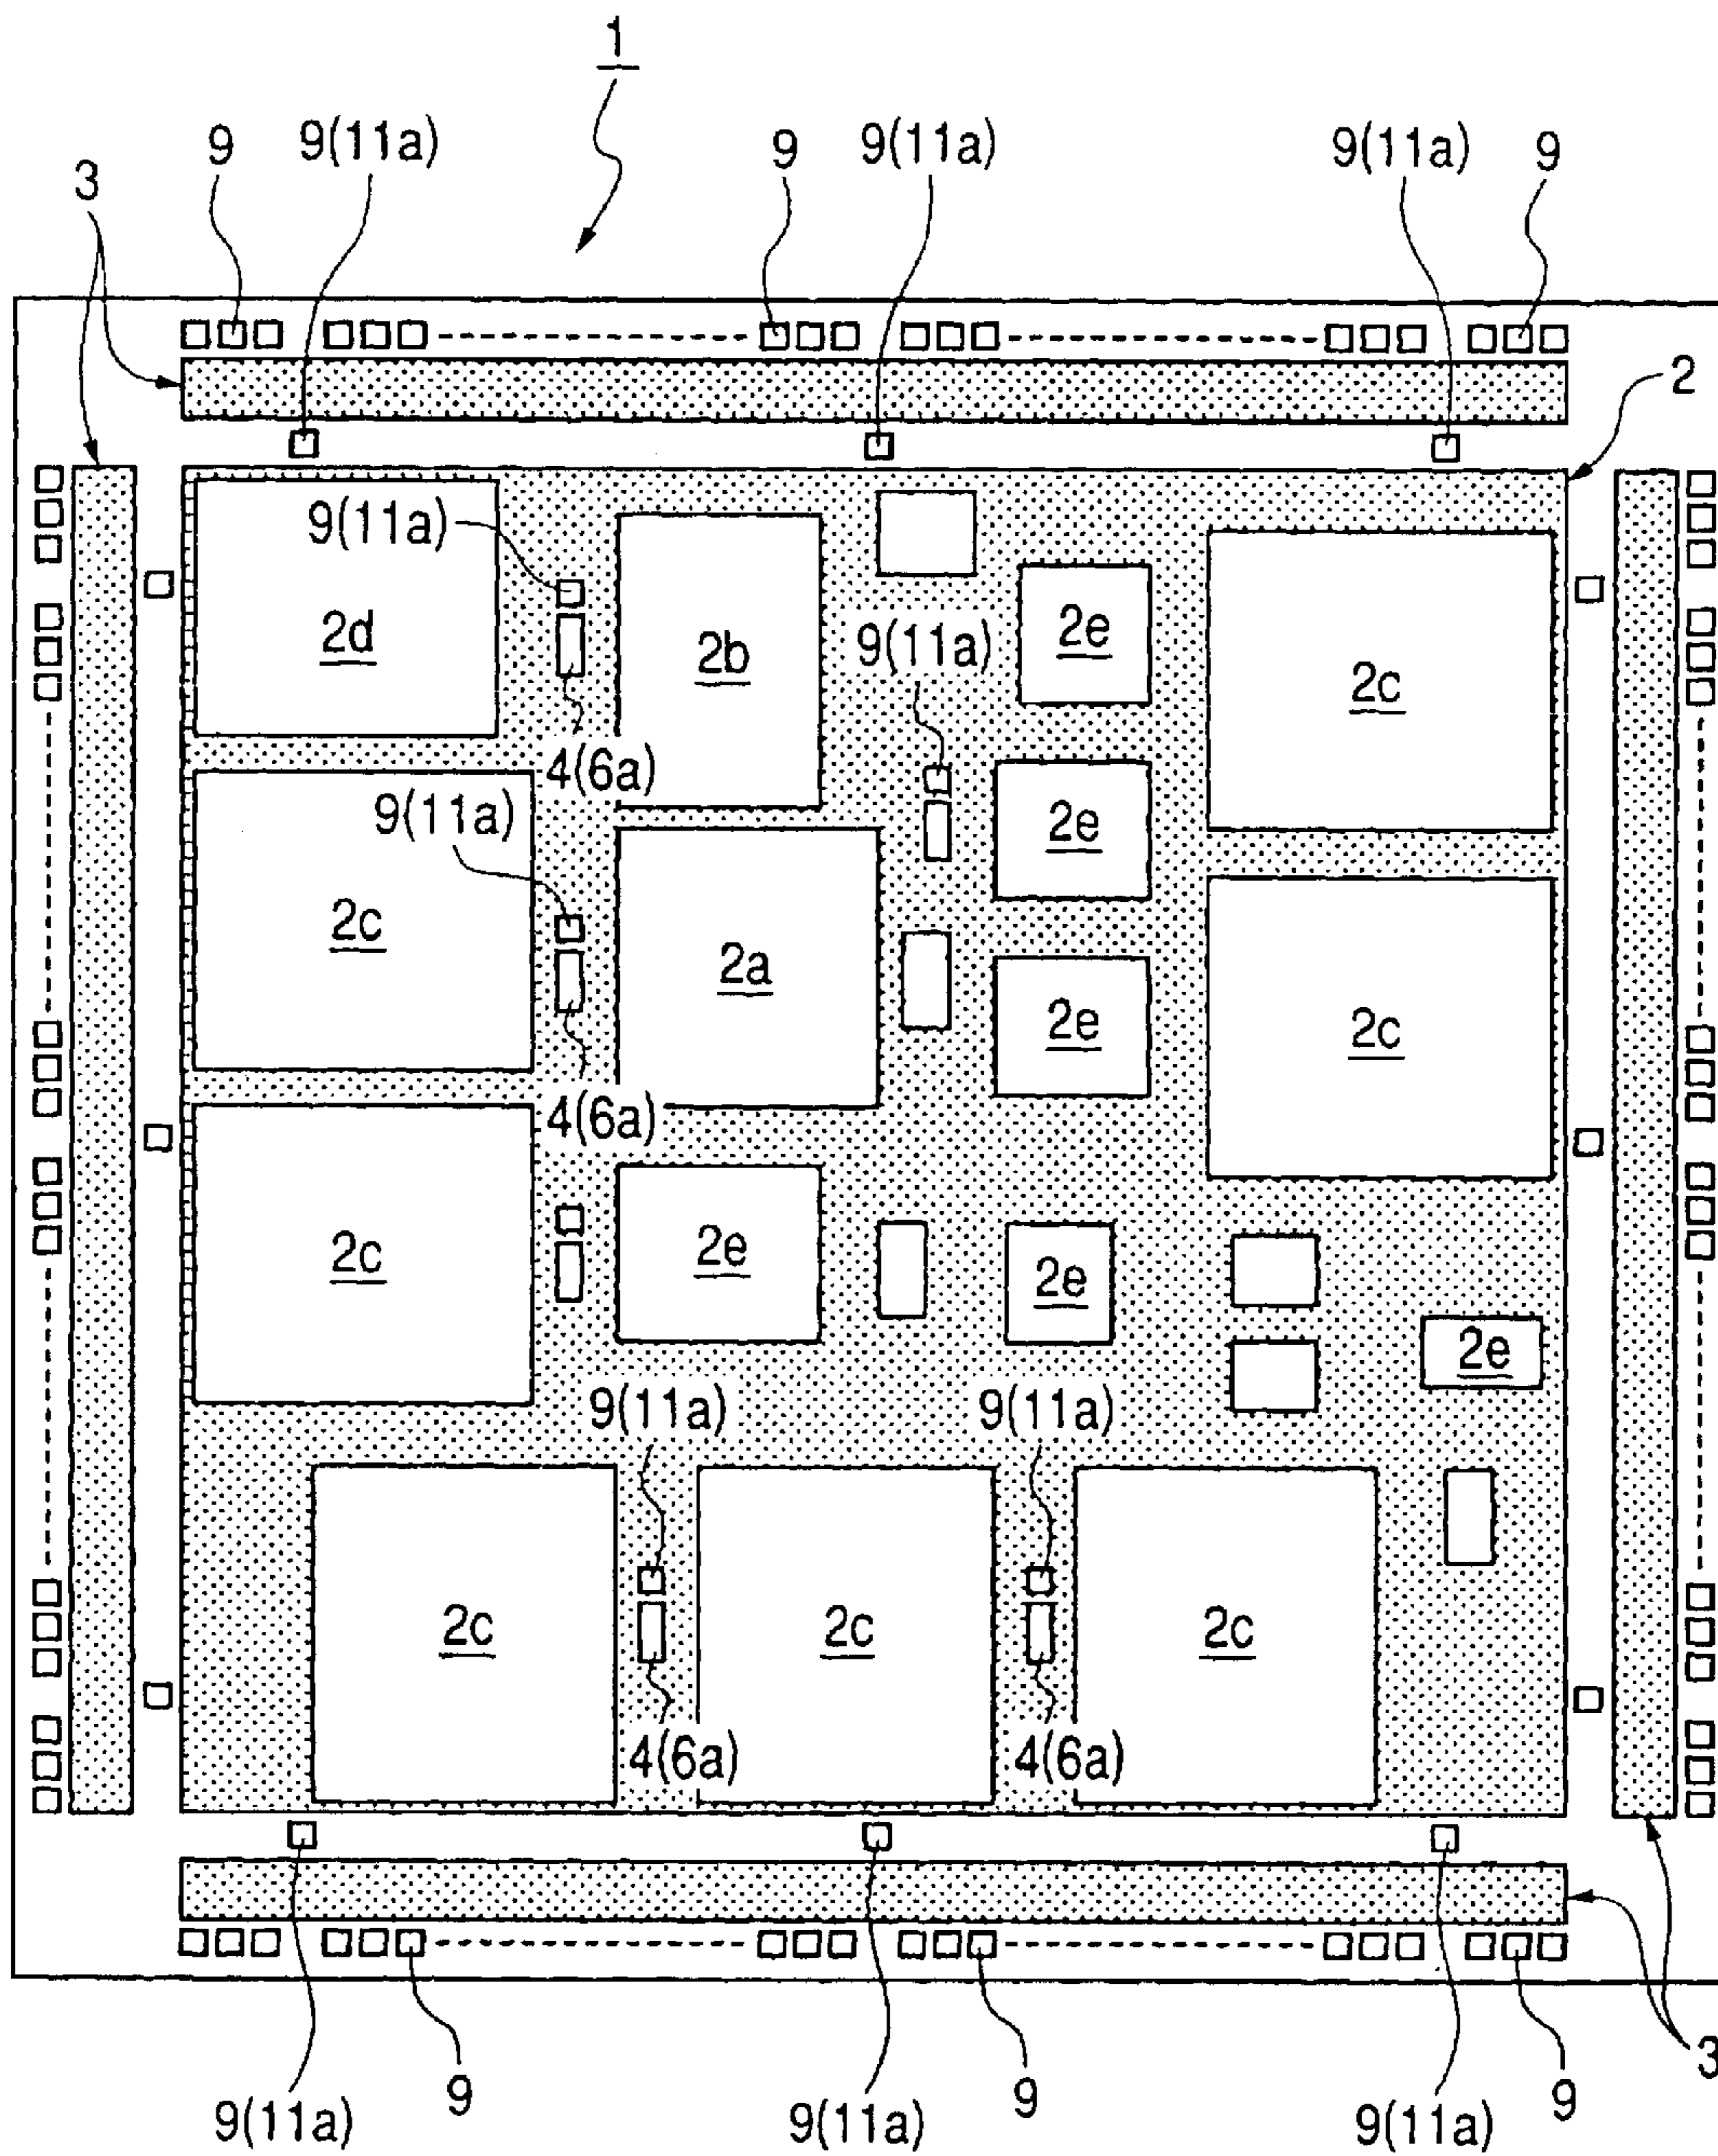 1
9 9(11a) 9 9(11a) 9(11a) 9
3
2
9(11a)
2d 2b 2e 2c
9(11a)
4(6a)
9(11a)
2e
2c 2a 2e 2c
4(6a)
2c 2e 2e
2e
9(11a) 9(11a)
2c 2c 2c
4(6a) 4(6a)
3
9(11a) 9 9(11a) 9 9(11a) 9